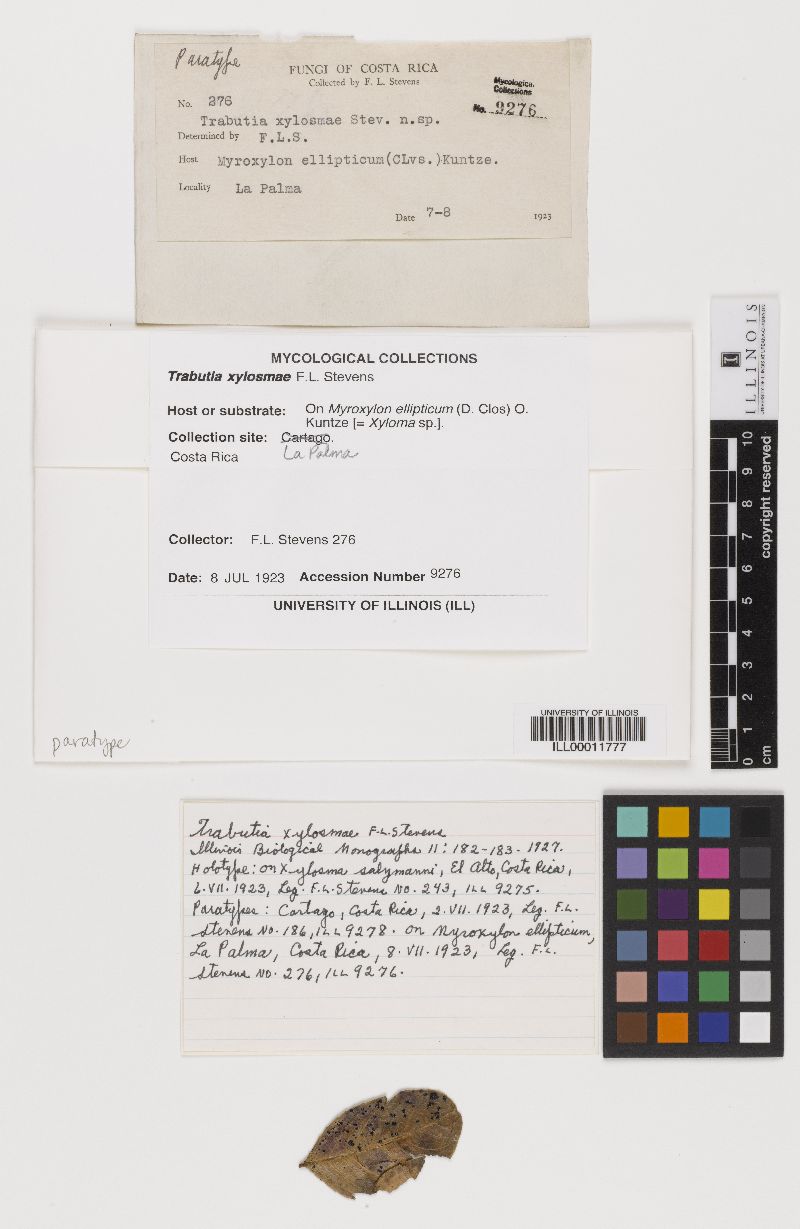 Paratype
FUNGI OF COSTA RICA
Collected by F. L. Stevens
Mycological
Collections
No. 9276
No. 276
Trabutia xylosmae Stev. n.sp.
Determined by F.L.S.
Host Myroxylon ellipticum(CLvs.)Kuntze.
Locality La Palma
Date 7-8 1923
MYCOLOGICAL COLLECTIONS
Trabutia xylosmae F.L. Stevens
Host or substrate: On Myroxylon ellipticum (D. Clos) O.
Kuntze [= Xyloma sp.].
Collection site: Cartago.
Costa Rica La Palma
Collector: F.L. Stevens 276
Date: 8 JUL 1923 Accession Number 9276
UNIVERSITY OF ILLINOIS (ILL)
paratype
UNIVERSITY OF ILLINOIS
ILL00011777
ILLINOIS
copyright reserved
0 1 2 3 4 5 6 7 8 9 10
cm
Trabutia xylosmae F.L. Stevens
Illinois Biological Monographs 11: 182-183. 1927.
Holotype: on Xylosma salzmanni, El Alto, Costa Rica,
6.VII.1923, Leg. F.L. Stevens No. 243, ILL 9275.
Paratypes: Cartago, Costa Rica, 2.VII.1923, Leg. F.L.
Stevens No. 186, ILL 9278. on Myroxylon ellipticum,
La Palma, Costa Rica, 8.VII.1923, Leg. F.L.
Stevens No. 276, ILL 9276.